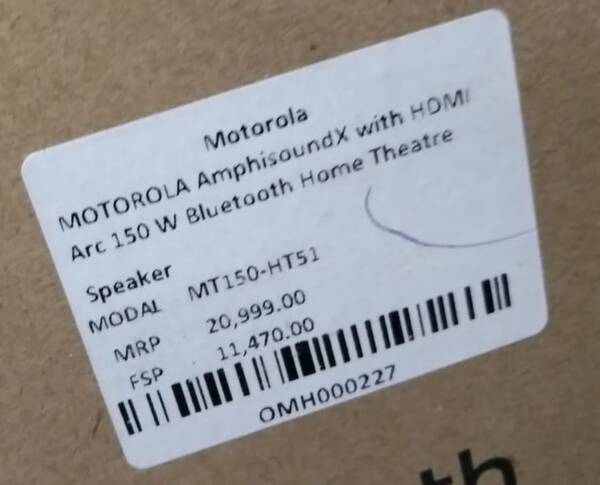 Motorola
MOTOROLA AmphisoundX with HDMI
Arc 150 W Bluetooth Home Theatre
Speaker
MODAL MT150-HT51
MRP 20,999.00
FSP 11,470.00
OMH000227
th